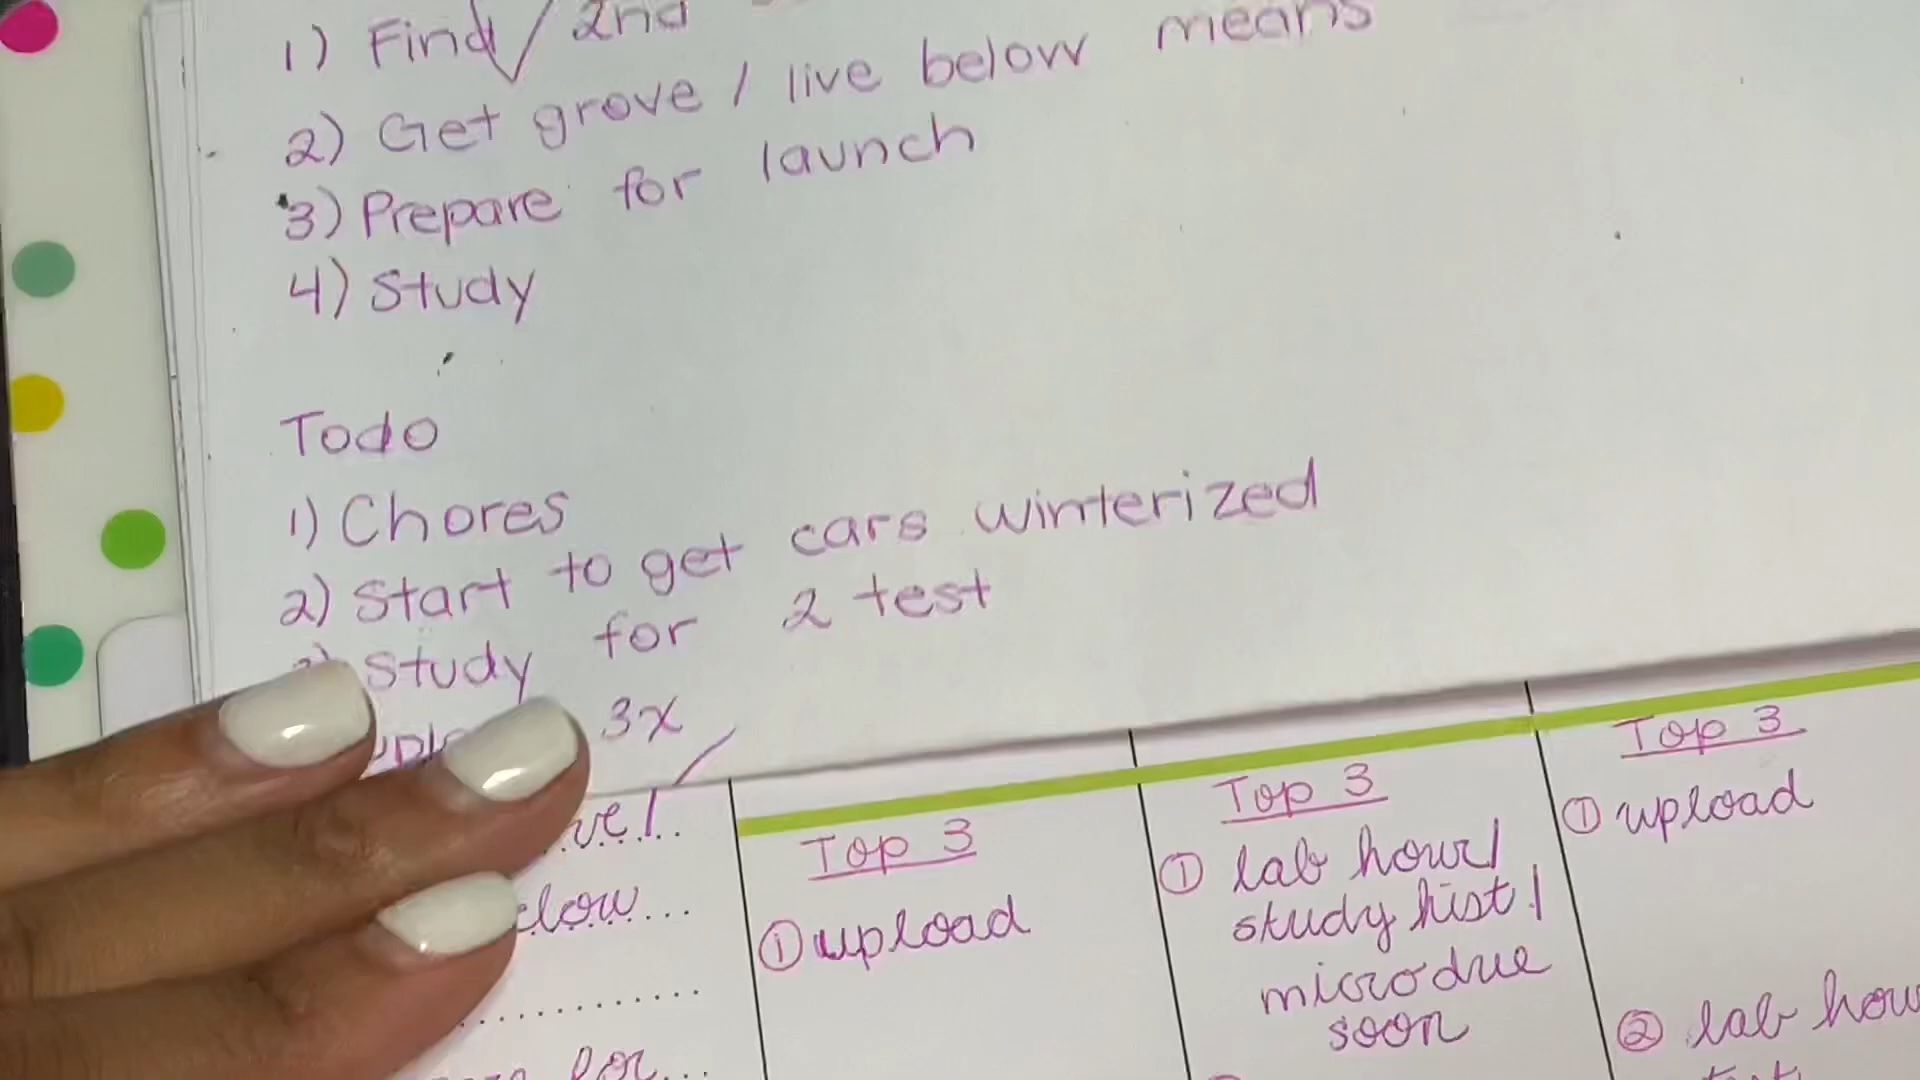 1) Find / 2nd
2) Get grove / live below means
3) Prepare for launch
4) Study
Todo
1) Chores
2) Start to get cars winterized
Study for 2 test
3x
Top 3
① upload
Top 3
① lab hour/
study hist/
micro due
soon
Top 3
① upload
② lab hou